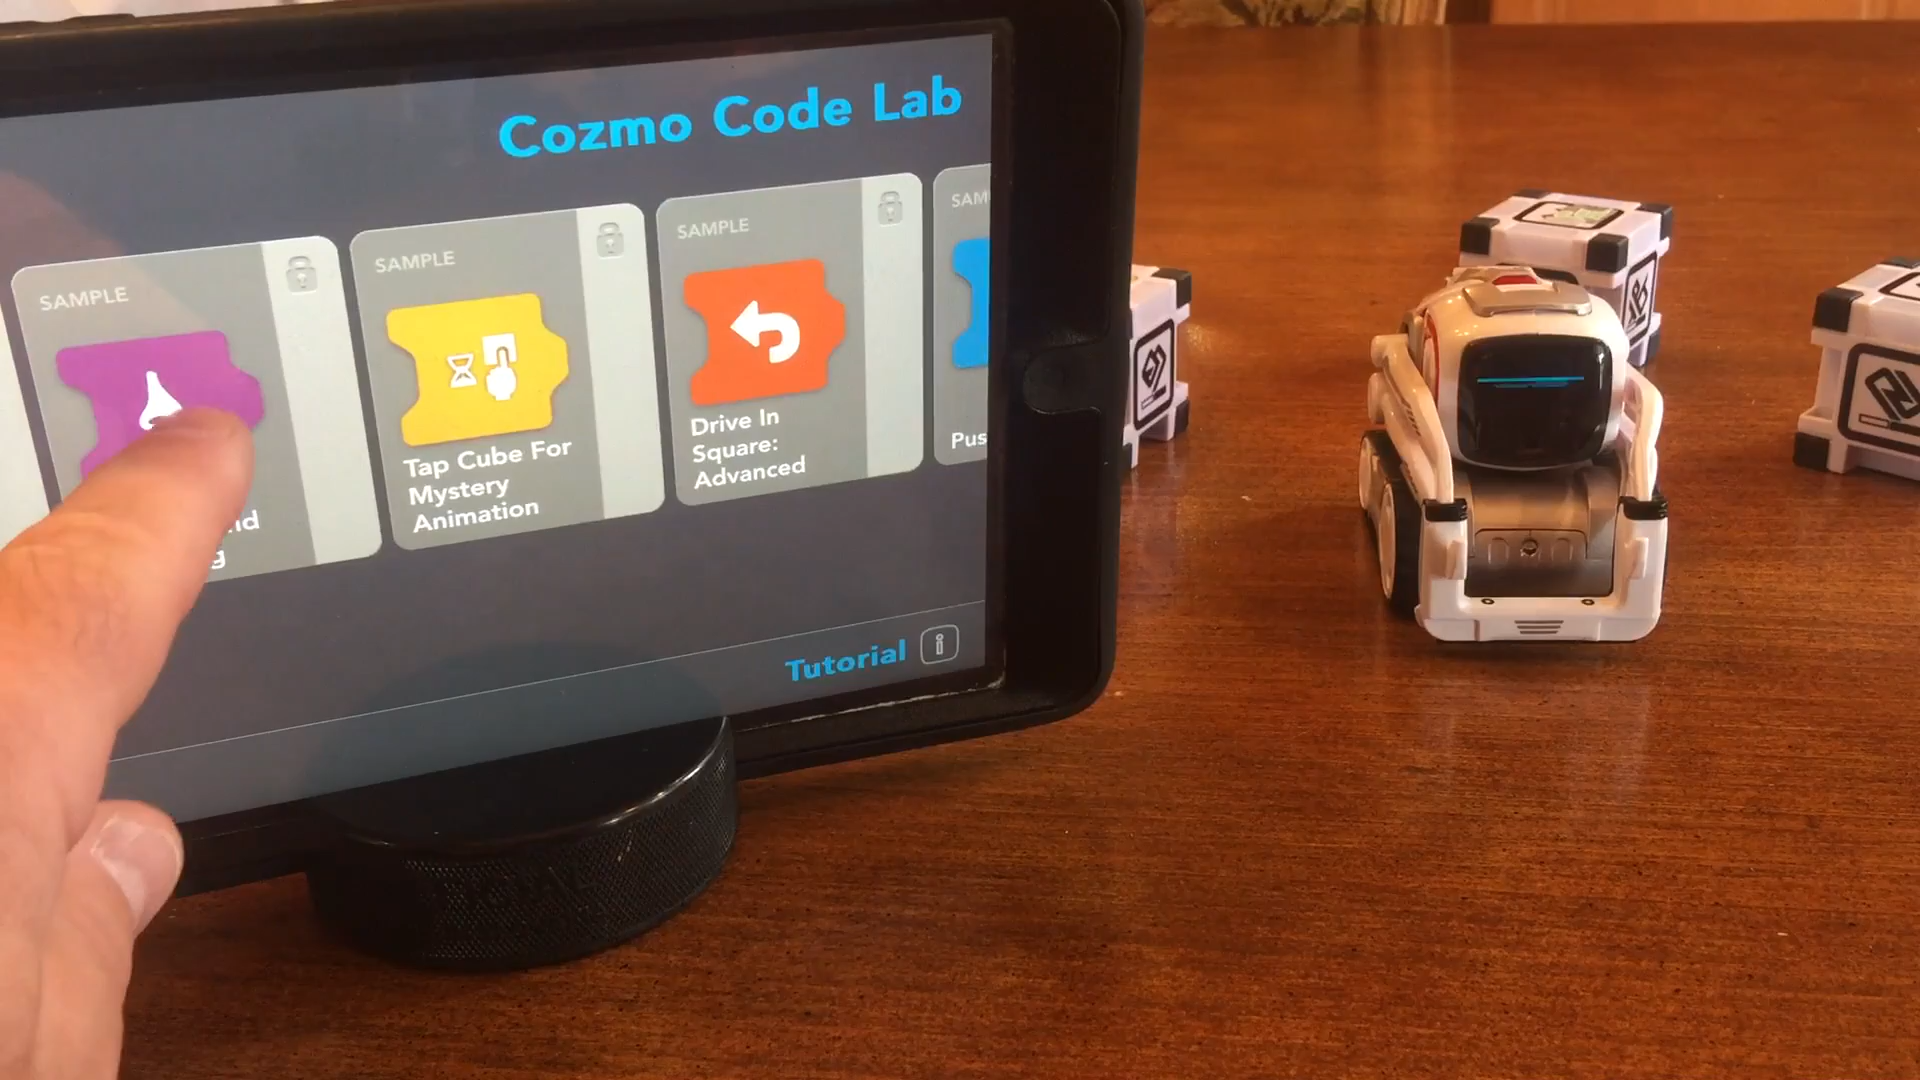 Cozmo Code Lab
SAMPLE
SAMPLE
Tap Cube For
Mystery
Animation
SAMPLE
Drive In
Square:
Advanced
Tutorial